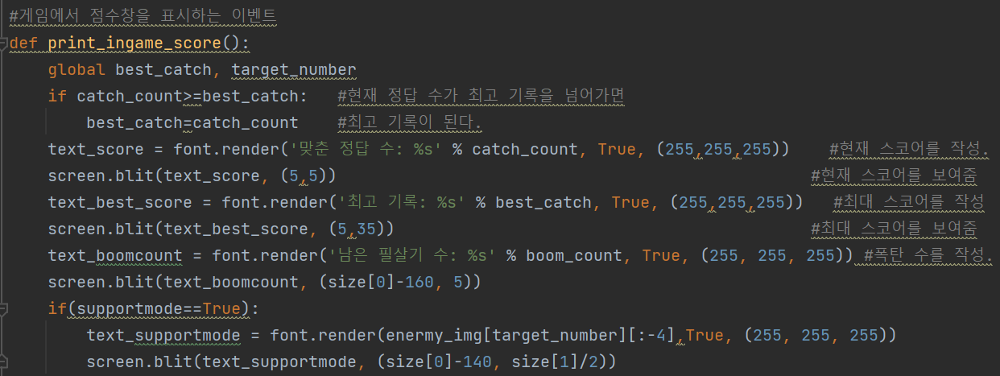 #게임에서 점수창을 표시하는 이벤트
def print_ingame_score():
    global best_catch, target_number
    if catch_count>=best_catch:   #현재 정답 수가 최고 기록을 넘어가면
        best_catch=catch_count    #최고 기록이 된다.
    text_score = font.render('맞춘 정답 수: %s' % catch_count, True, (255,255,255))    #현재 스코어를 작성.
    screen.blit(text_score, (5,5))                                                 #현재 스코어를 보여줌
    text_best_score = font.render('최고 기록: %s' % best_catch, True, (255,255,255))   #최대 스코어를 작성
    screen.blit(text_best_score, (5,35))                                           #최대 스코어를 보여줌
    text_boomcount = font.render('남은 필살기 수: %s' % boom_count, True, (255, 255, 255)) #폭탄 수를 작성.
    screen.blit(text_boomcount, (size[0]-160, 5))
    if(supportmode==True):
        text_supportmode = font.render(enermy_img[target_number][:-4],True, (255, 255, 255))
        screen.blit(text_supportmode, (size[0]-140, size[1]/2))